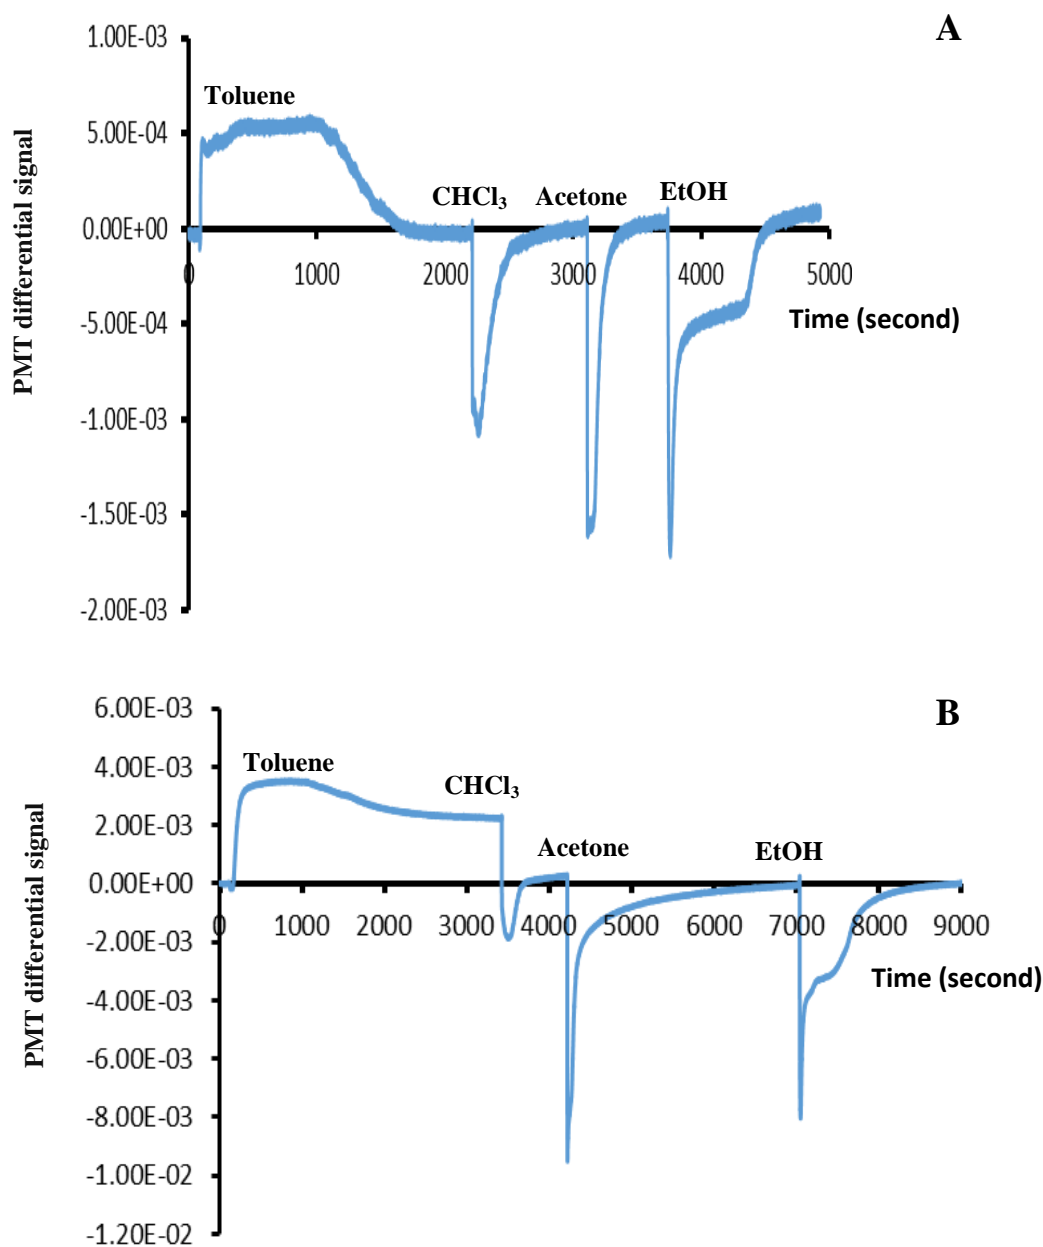 A
1.00E-03
Toluene
5.00E-04
CHCl3 Acetone EtOH
0.00E+00
0 1000 2000 3000 4000 5000
-5.00E-04
Time (second)
-1.00E-03
-1.50E-03
-2.00E-03
PMT differential signal
B
6.00E-03
Toluene
4.00E-03
CHCl3
2.00E-03
Acetone EtOH
0.00E+00
0 1000 2000 3000 4000 5000 6000 7000 8000 9000
-2.00E-03
Time (second)
-4.00E-03
-6.00E-03
-8.00E-03
-1.00E-02
-1.20E-02
PMT differential signal